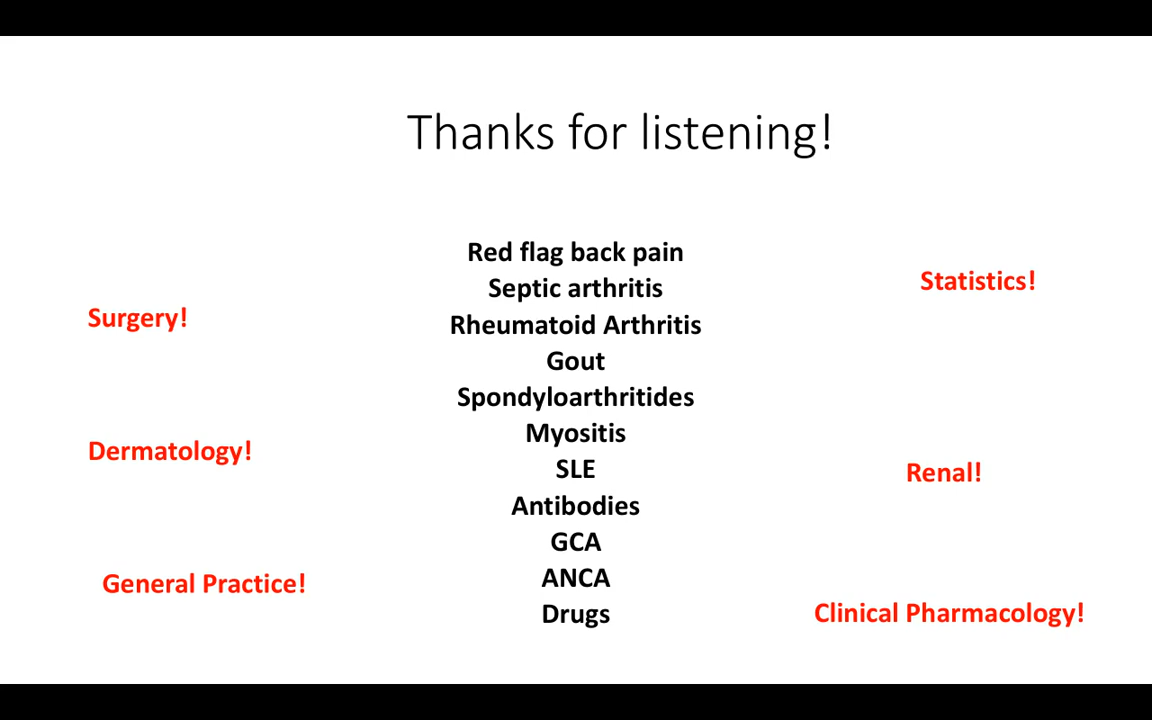 Thanks for listening!
Red flag back pain
Septic arthritis
Rheumatoid Arthritis
Gout
Spondyloarthritides
Myositis
SLE
Antibodies
GCA
ANCA
Drugs
Surgery!
Dermatology!
General Practice!
Statistics!
Renal!
Clinical Pharmacology!